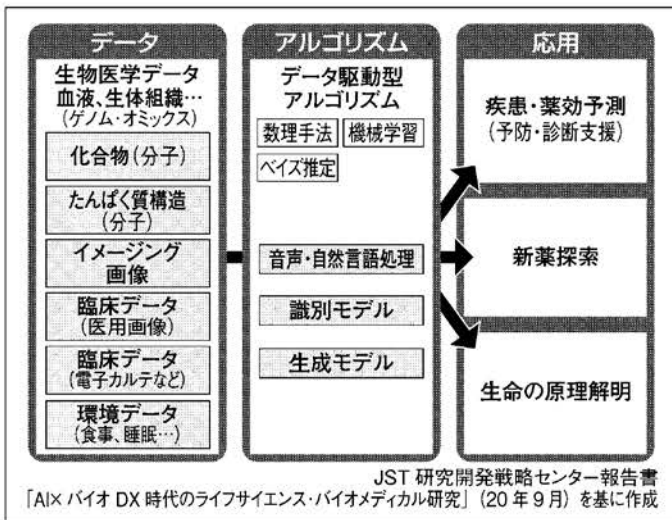 データ
生物医学データ
血液、生体組織…
(ゲノム・オミックス)
化合物(分子)
たんぱく質構造
(分子)
イメージング
画像
臨床データ
(医用画像)
臨床データ
(電子カルテなど)
環境データ
(食事、睡眠…)
アルゴリズム
データ駆動型
アルゴリズム
数理手法 機械学習
ベイズ推定
音声・自然言語処理
識別モデル
生成モデル
応用
疾患・薬効予測
(予防・診断支援)
新薬探索
生命の原理解明
JST 研究開発戦略センター報告書
「AI×バイオ DX 時代のライフサイエンス・バイオメディカル研究」(20年9月)を基に作成